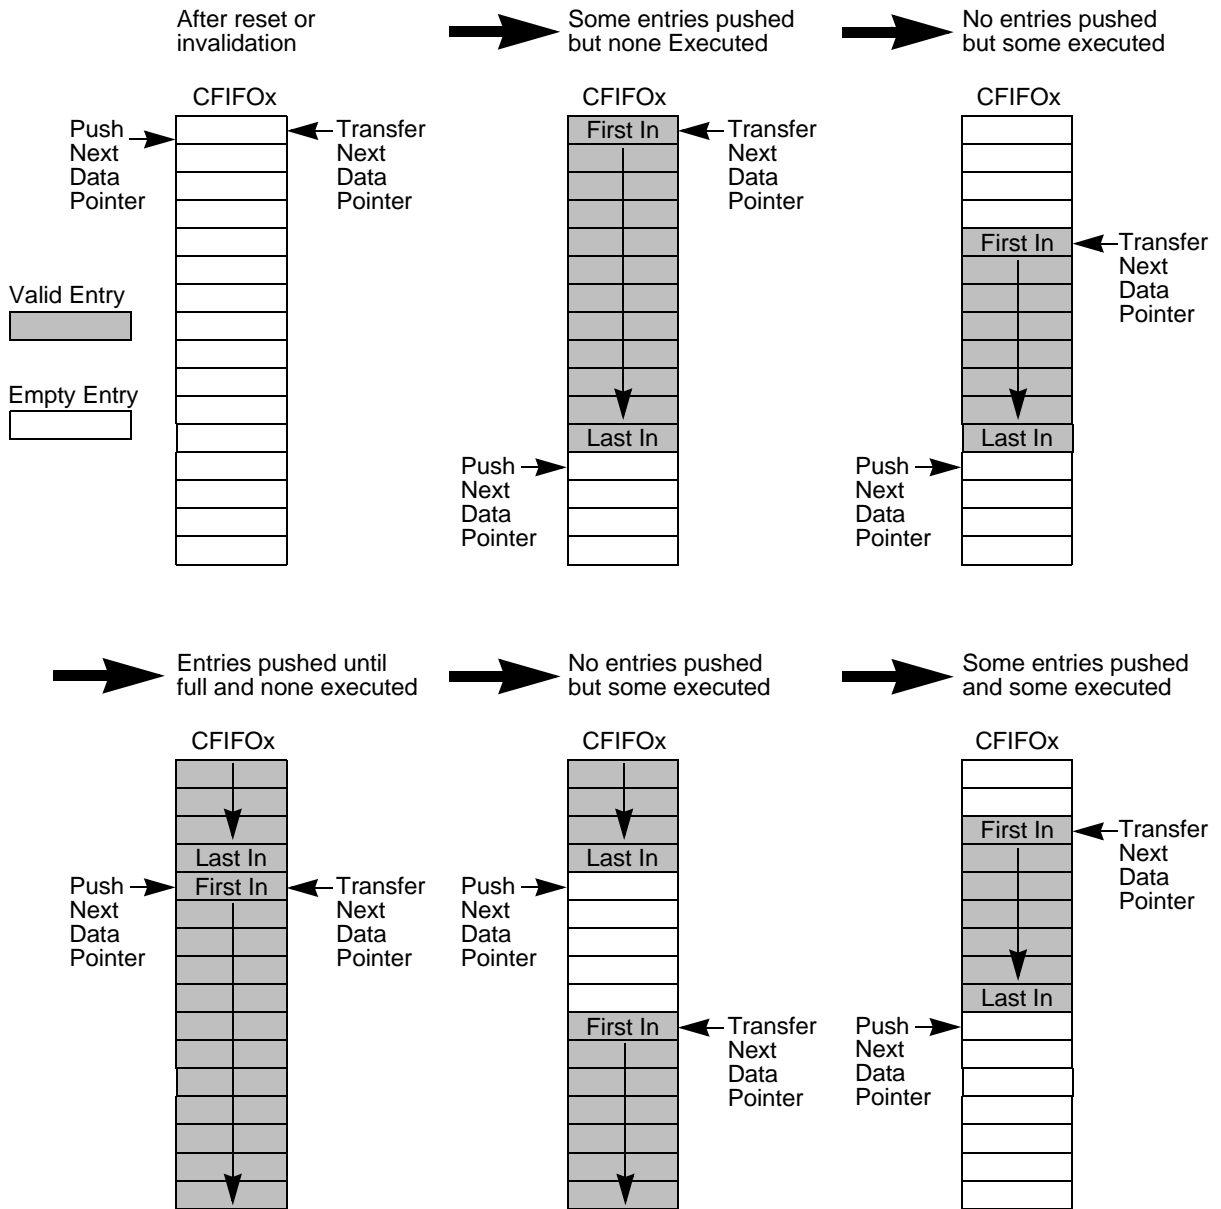 After reset or
invalidation
Some entries pushed
but none Executed
No entries pushed
but some executed
CFIFOx
CFIFOx
CFIFOx
Push
Next
Data
Pointer
Transfer
Next
Data
Pointer
First In
Transfer
Next
Data
Pointer
First In
Transfer
Next
Data
Pointer
Valid Entry
Empty Entry
Last In
Push
Next
Data
Pointer
Last In
Push
Next
Data
Pointer
Entries pushed until
full and none executed
No entries pushed
but some executed
Some entries pushed
and some executed
CFIFOx
CFIFOx
CFIFOx
Last In
First In
Push
Next
Data
Pointer
Transfer
Next
Data
Pointer
Last In
Push
Next
Data
Pointer
First In
Transfer
Next
Data
Pointer
First In
Transfer
Next
Data
Pointer
Last In
Push
Next
Data
Pointer